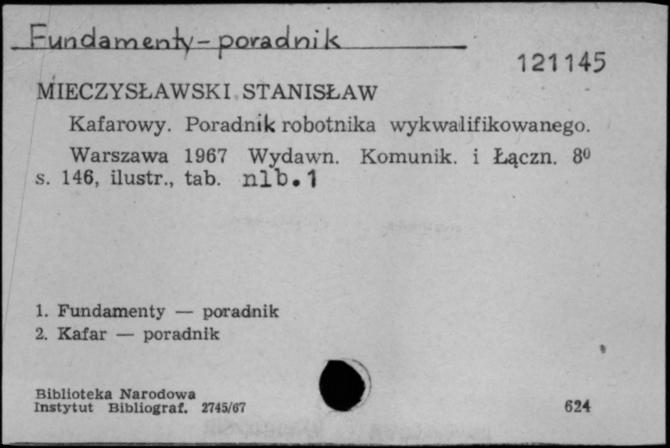 Fundamenty - poradnik
121145
MIECZYSŁAWSKI STANISŁAW
Kafarowy. Poradnik robotnika wykwalifikowanego.
Warszawa 1967 Wydawn. Komunik. i Łączn. 8⁰
s. 146, ilustr., tab. nlb. 1
1. Fundamenty — poradnik
2. Kafar — poradnik
Biblioteka Narodowa
Instytut Bibliograf. 2745/67
624